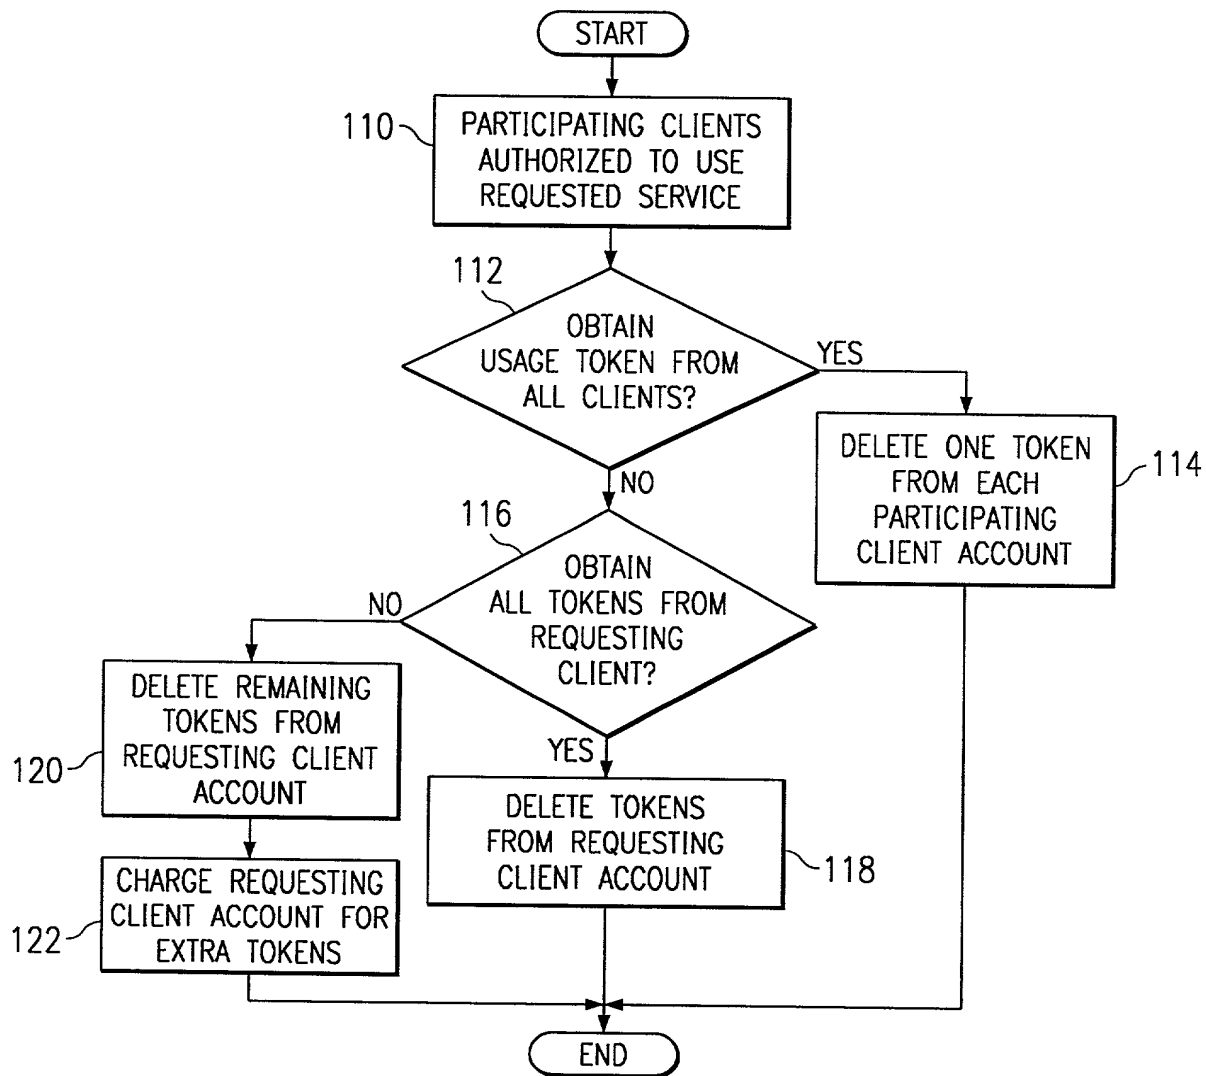 START
110
PARTICIPATING CLIENTS
AUTHORIZED TO USE
REQUESTED SERVICE
112
OBTAIN
USAGE TOKEN FROM
ALL CLIENTS?
YES
DELETE ONE TOKEN
FROM EACH
PARTICIPATING
CLIENT ACCOUNT
114
NO
116
OBTAIN
ALL TOKENS FROM
REQUESTING
CLIENT?
NO
DELETE REMAINING
TOKENS FROM
REQUESTING CLIENT
ACCOUNT
120
YES
DELETE TOKENS
FROM REQUESTING
CLIENT ACCOUNT
118
CHARGE REQUESTING
CLIENT ACCOUNT FOR
EXTRA TOKENS
122
END